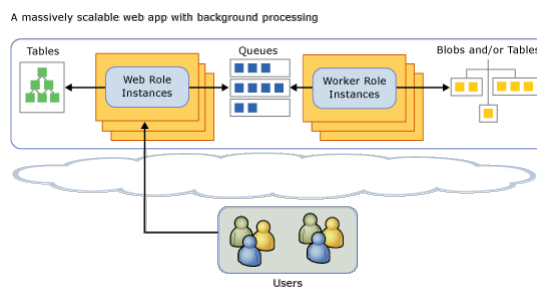 A massively scalable web app with background processing
Tables
Queues
Blobs and/or Tables
Web Role
Instances
Worker Role
Instances
Users